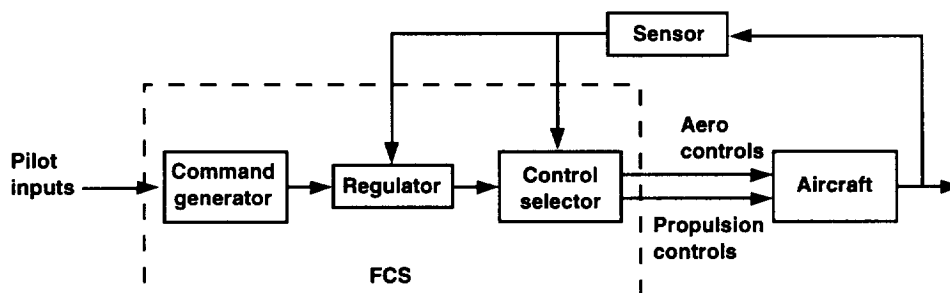 Sensor
Pilot
inputs
Command
generator
Regulator
Control
selector
Aero
controls
Propulsion
controls
Aircraft
FCS